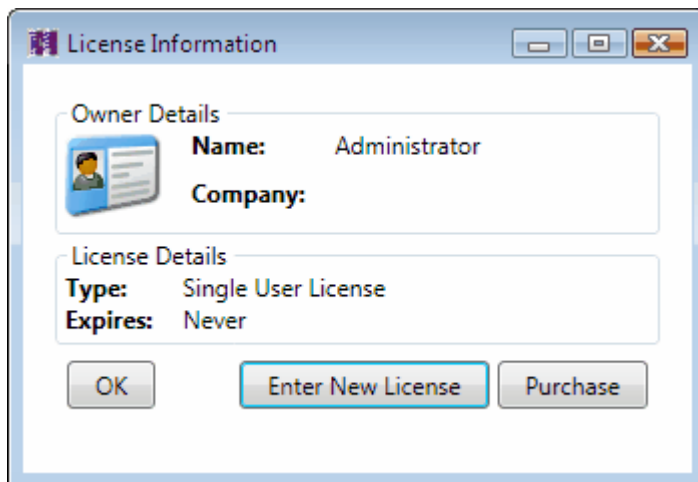 License Information
Owner Details
Name: Administrator
Company:
License Details
Type: Single User License
Expires: Never
OK Enter New License Purchase